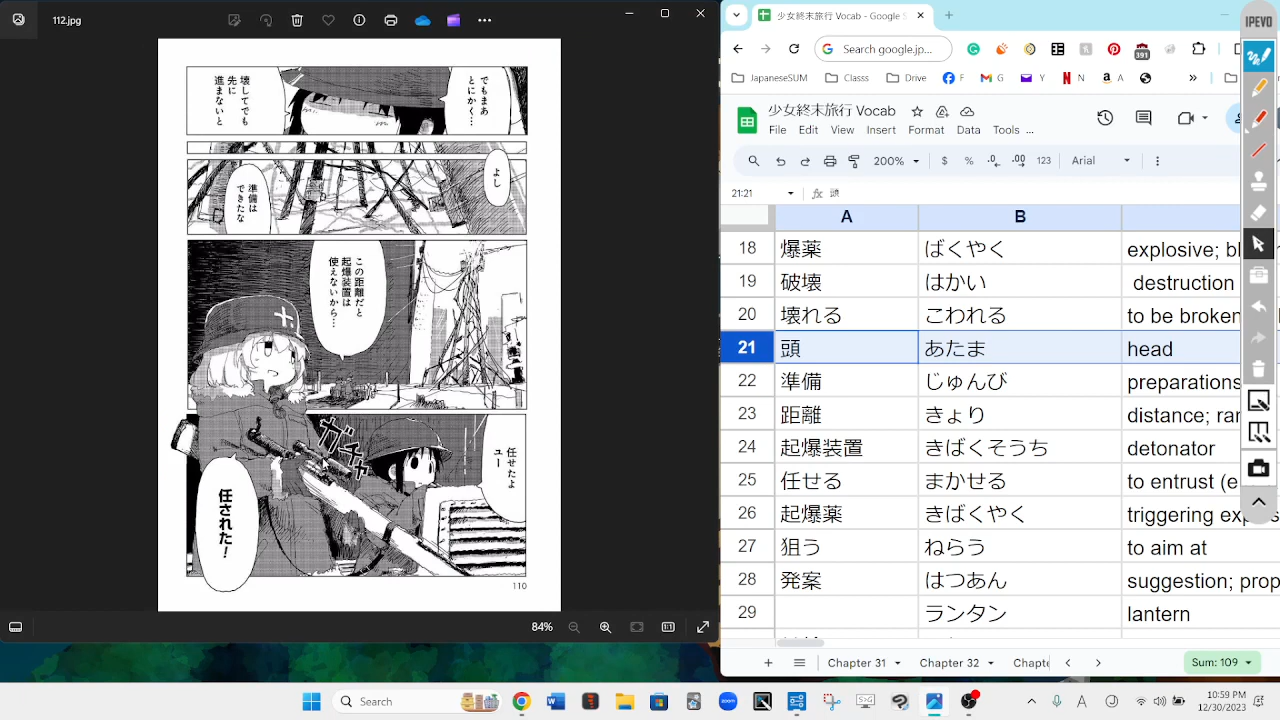 112.jpg
でもまあ
とにかく…
壊してでも
先に
進まないと
よし
準備は
できたな
この距離だと
起爆装置は
使えないから…
ガチャ
任せたよ
ユー
任された!
110
84%
少女終末旅行 Vocab - Google S
Search google.jp...
391
JapaneseSUM
Classs
Drive
F
G
Y
N
A
少女終末旅行 Vocab
File Edit View Insert Format Data Tools ...
200% $ % .0 .00 123 Arial
21:21 fx 頭
A B
18 爆薬 ばくやく explosive; bl
19 破壊 はかい destruction
20 壊れる こわれる to be broken
21 頭 あたま head
22 準備 じゅんび preparations
23 距離 きょり distance; ran
24 起爆装置 きばくそうち detonator
25 任せる まかせる to entrust (e
26 起爆薬 きばくやく triggering explos
27 狙う ねらう to aim at
28 発案 はつあん suggestion; prop
29 ランタン lantern
Chapter 31 Chapter 32 Chapte
Sum: 109
IPEVO
1:1
Search
zoom
A
10:59 PM
12/30/2023